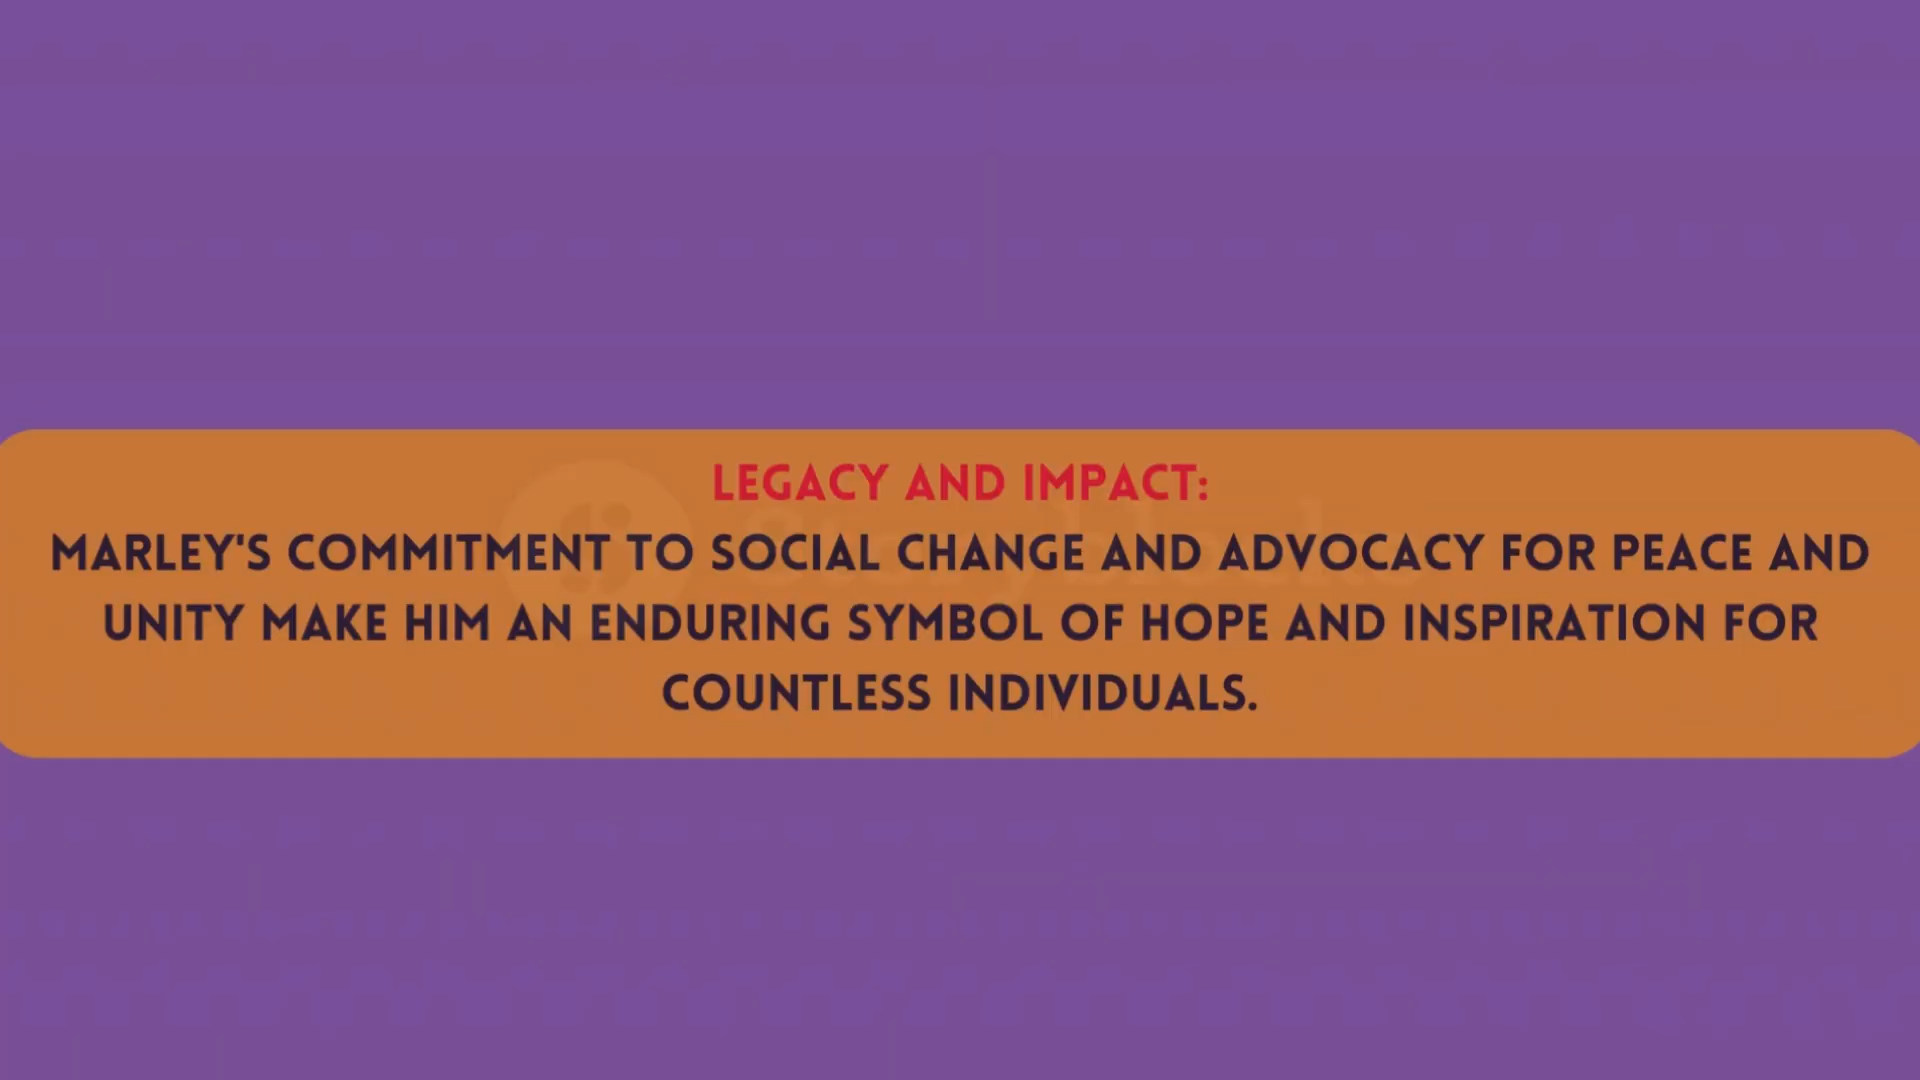 LEGACY AND IMPACT:
MARLEY'S COMMITMENT TO SOCIAL CHANGE AND ADVOCACY FOR PEACE AND
UNITY MAKE HIM AN ENDURING SYMBOL OF HOPE AND INSPIRATION FOR
COUNTLESS INDIVIDUALS.
Storyblocks